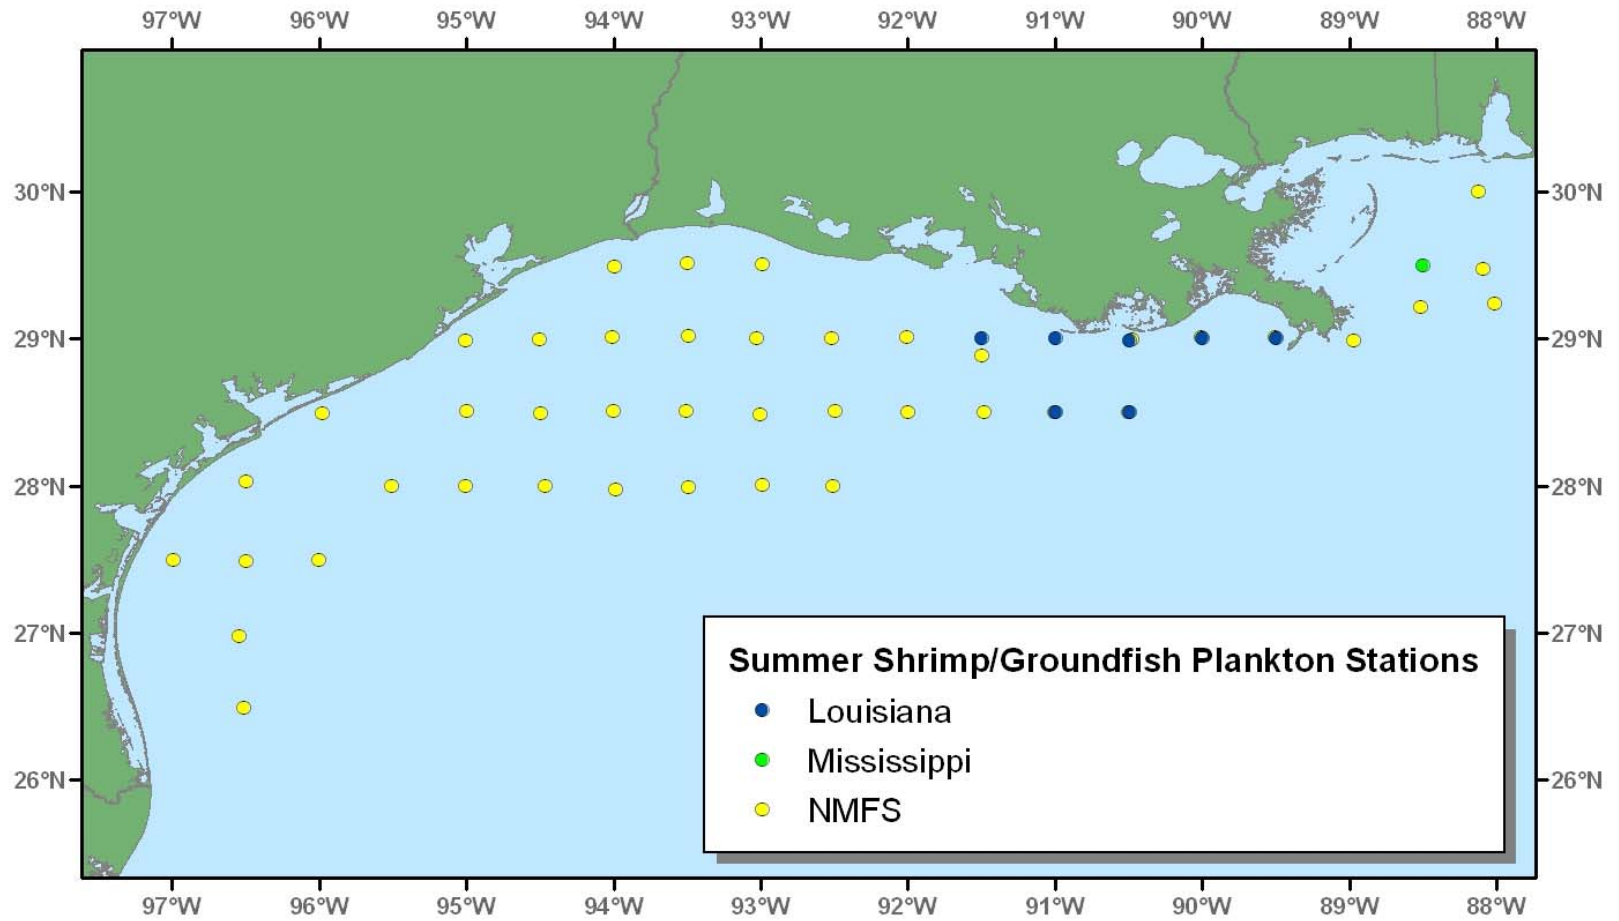 97°W 96°W 95°W 94°W 93°W 92°W 91°W 90°W 89°W 88°W
30°N 30°N
29°N 29°N
28°N 28°N
27°N 27°N
Summer Shrimp/Groundfish Plankton Stations
Louisiana
Mississippi
26°N 26°N
NMFS
97°W 96°W 95°W 94°W 93°W 92°W 91°W 90°W 89°W 88°W